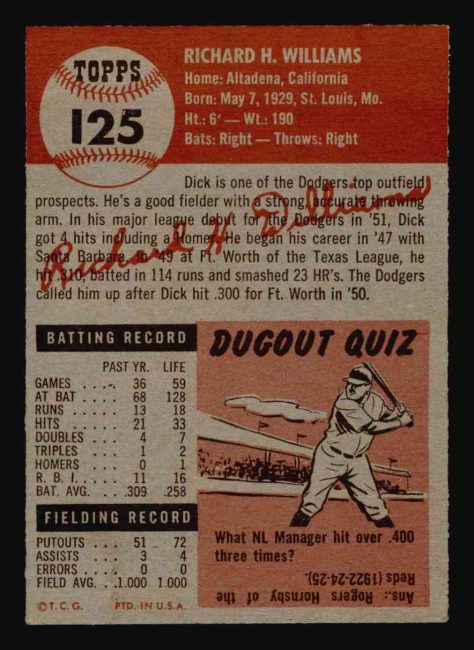 TOPPS
125
RICHARD H. WILLIAMS
Home: Altadena, California
Born: May 7, 1929, St. Louis, Mo.
Ht.: 6' — Wt.: 190
Bats: Right — Throws: Right
Dick is one of the Dodgers top outfield
prospects. He's a good fielder with a strong, accurate throwing
arm. In his major league debut for the Dodgers in '51, Dick
got 4 hits including a Homer. He began his career in '47 with
Santa Barbara. In '49 at Ft. Worth of the Texas League, he
hit .310, batted in 114 runs and smashed 23 HR's. The Dodgers
called him up after Dick hit .300 for Ft. Worth in '50.
Richard H Williams
BATTING RECORD
PAST YR. LIFE
GAMES . . . . 36 59
AT BAT . . . . 68 128
RUNS . . . . 13 18
HITS . . . . 21 33
DOUBLES . . . 4 7
TRIPLES . . . 1 2
HOMERS . . . 0 1
R. B. I. . . . . 11 16
BAT. AVG. . . .309 .258
FIELDING RECORD
PUTOUTS . . . 51 72
ASSISTS . . . 3 4
ERRORS . . . 0 0
FIELD AVG. . .1.000 1.000
© T. C. G. PTD. IN U.S.A.
DUGOUT QUIZ
What NL Manager hit over .400
three times?
Ans.: Rogers Hornsby of the
Reds (1922-24-25).